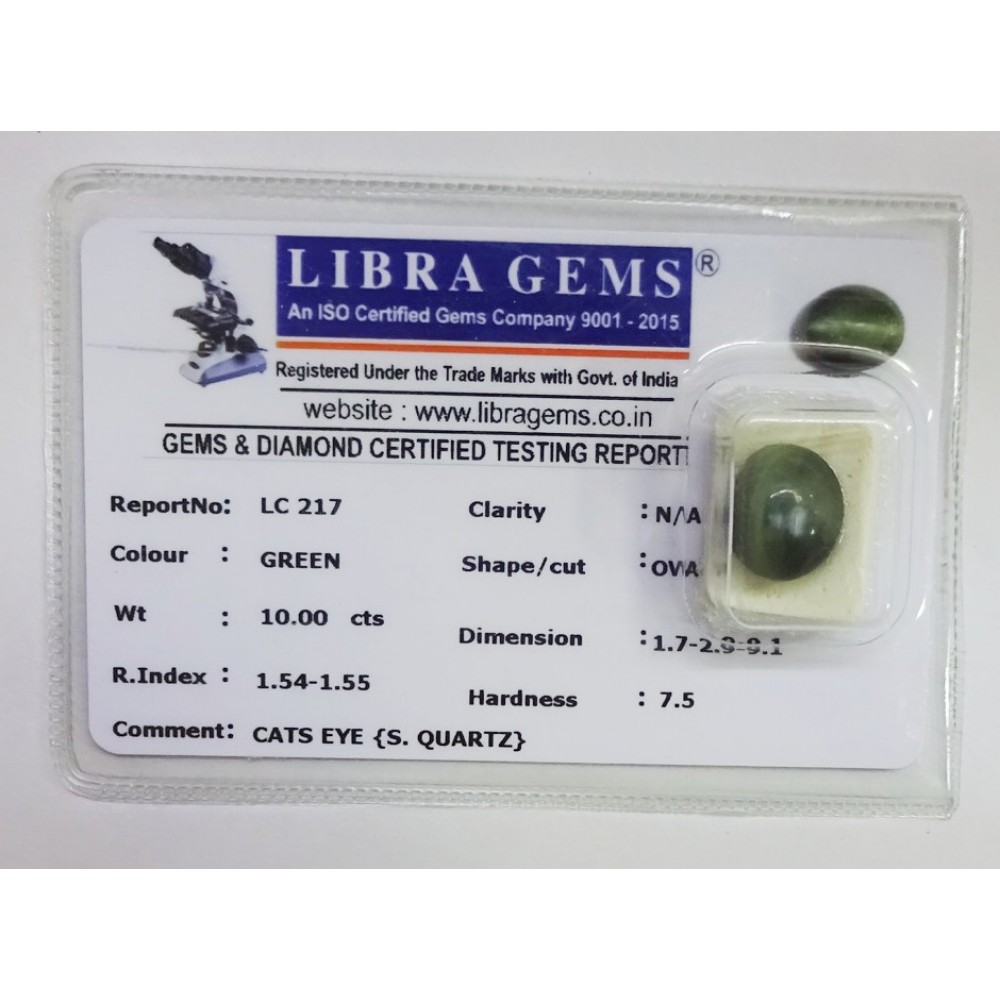 LIBRA GEMS ®
An ISO Certified Gems Company 9001 - 2015
Registered Under the Trade Marks with Govt. of India
website : www.libragems.co.in
GEMS & DIAMOND CERTIFIED TESTING REPORT
ReportNo: LC 217 Clarity : N/A
Colour : GREEN Shape/cut :
Wt : 10.00 cts Dimension :
R.Index : 1.54-1.55 Hardness : 7.5
Comment: CATS EYE {S. QUARTZ}